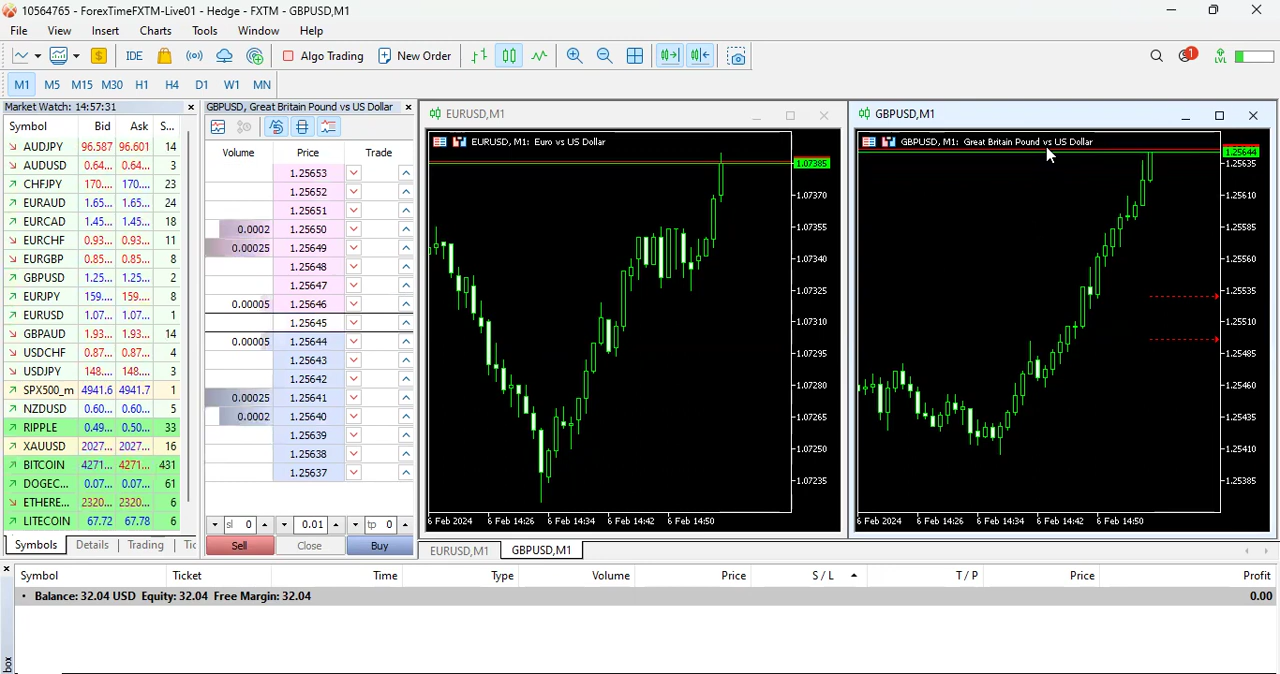 10564765 - ForexTimeFXTM-Live01 - Hedge - FXTM - GBPUSD,M1
File View Insert Charts Tools Window Help
IDE Algo Trading New Order 1 LVL
M1 M5 M15 M30 H1 H4 D1 W1 MN
Market Watch: 14:57:31
Symbol Bid Ask S...
AUDJPY 96.587 96.601 14
AUDUSD 0.64... 0.64... 3
CHFJPY 170.... 170.... 23
EURAUD 1.65... 1.65... 24
EURCAD 1.45... 1.45... 18
EURCHF 0.93... 0.93... 11
EURGBP 0.85... 0.85... 8
GBPUSD 1.25... 1.25... 2
EURJPY 159.... 159.... 8
EURUSD 1.07... 1.07... 1
GBPAUD 1.93... 1.93... 14
USDCHF 0.87... 0.87... 4
USDJPY 148.... 148.... 3
SPX500_m 4941.6 4941.7 1
NZDUSD 0.60... 0.60... 5
RIPPLE 0.49... 0.50... 33
XAUUSD 2027... 2027... 16
BITCOIN 4271... 4271... 431
DOGEC... 0.07... 0.07... 61
ETHERE... 2320... 2320... 6
LITECOIN 67.72 67.78 6
Symbols Details Trading Tic
GBPUSD, Great Britain Pound vs US Dollar
Volume Price Trade
1.25653
1.25652
1.25651
0.0002 1.25650
0.00025 1.25649
1.25648
1.25647
0.00005 1.25646
1.25645
0.00005 1.25644
1.25643
1.25642
0.00025 1.25641
0.0002 1.25640
1.25639
1.25638
1.25637
sl 0 0.01 tp 0
Sell Close Buy
EURUSD,M1
EURUSD, M1: Euro vs US Dollar
1.07385
1.07370
1.07355
1.07340
1.07325
1.07310
1.07295
1.07280
1.07265
1.07250
1.07235
6 Feb 2024 6 Feb 14:26 6 Feb 14:34 6 Feb 14:42 6 Feb 14:50
GBPUSD,M1
GBPUSD, M1: Great Britain Pound vs US Dollar
1.25644
1.25635
1.25610
1.25585
1.25560
1.25535
1.25510
1.25485
1.25460
1.25435
1.25410
1.25385
6 Feb 2024 6 Feb 14:26 6 Feb 14:34 6 Feb 14:42 6 Feb 14:50
EURUSD,M1 GBPUSD,M1
Symbol Ticket Time Type Volume Price S / L T / P Price Profit
Balance: 32.04 USD Equity: 32.04 Free Margin: 32.04 0.00
box